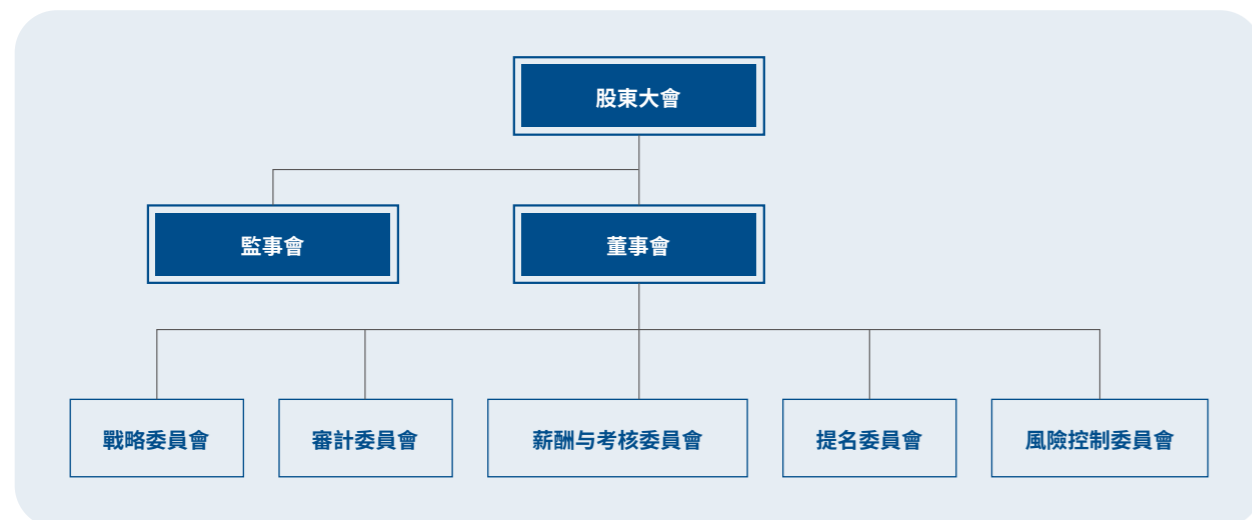 股東大會
監事會
董事會
戰略委員會
審計委員會
薪酬与考核委員會
提名委員會
風險控制委員會